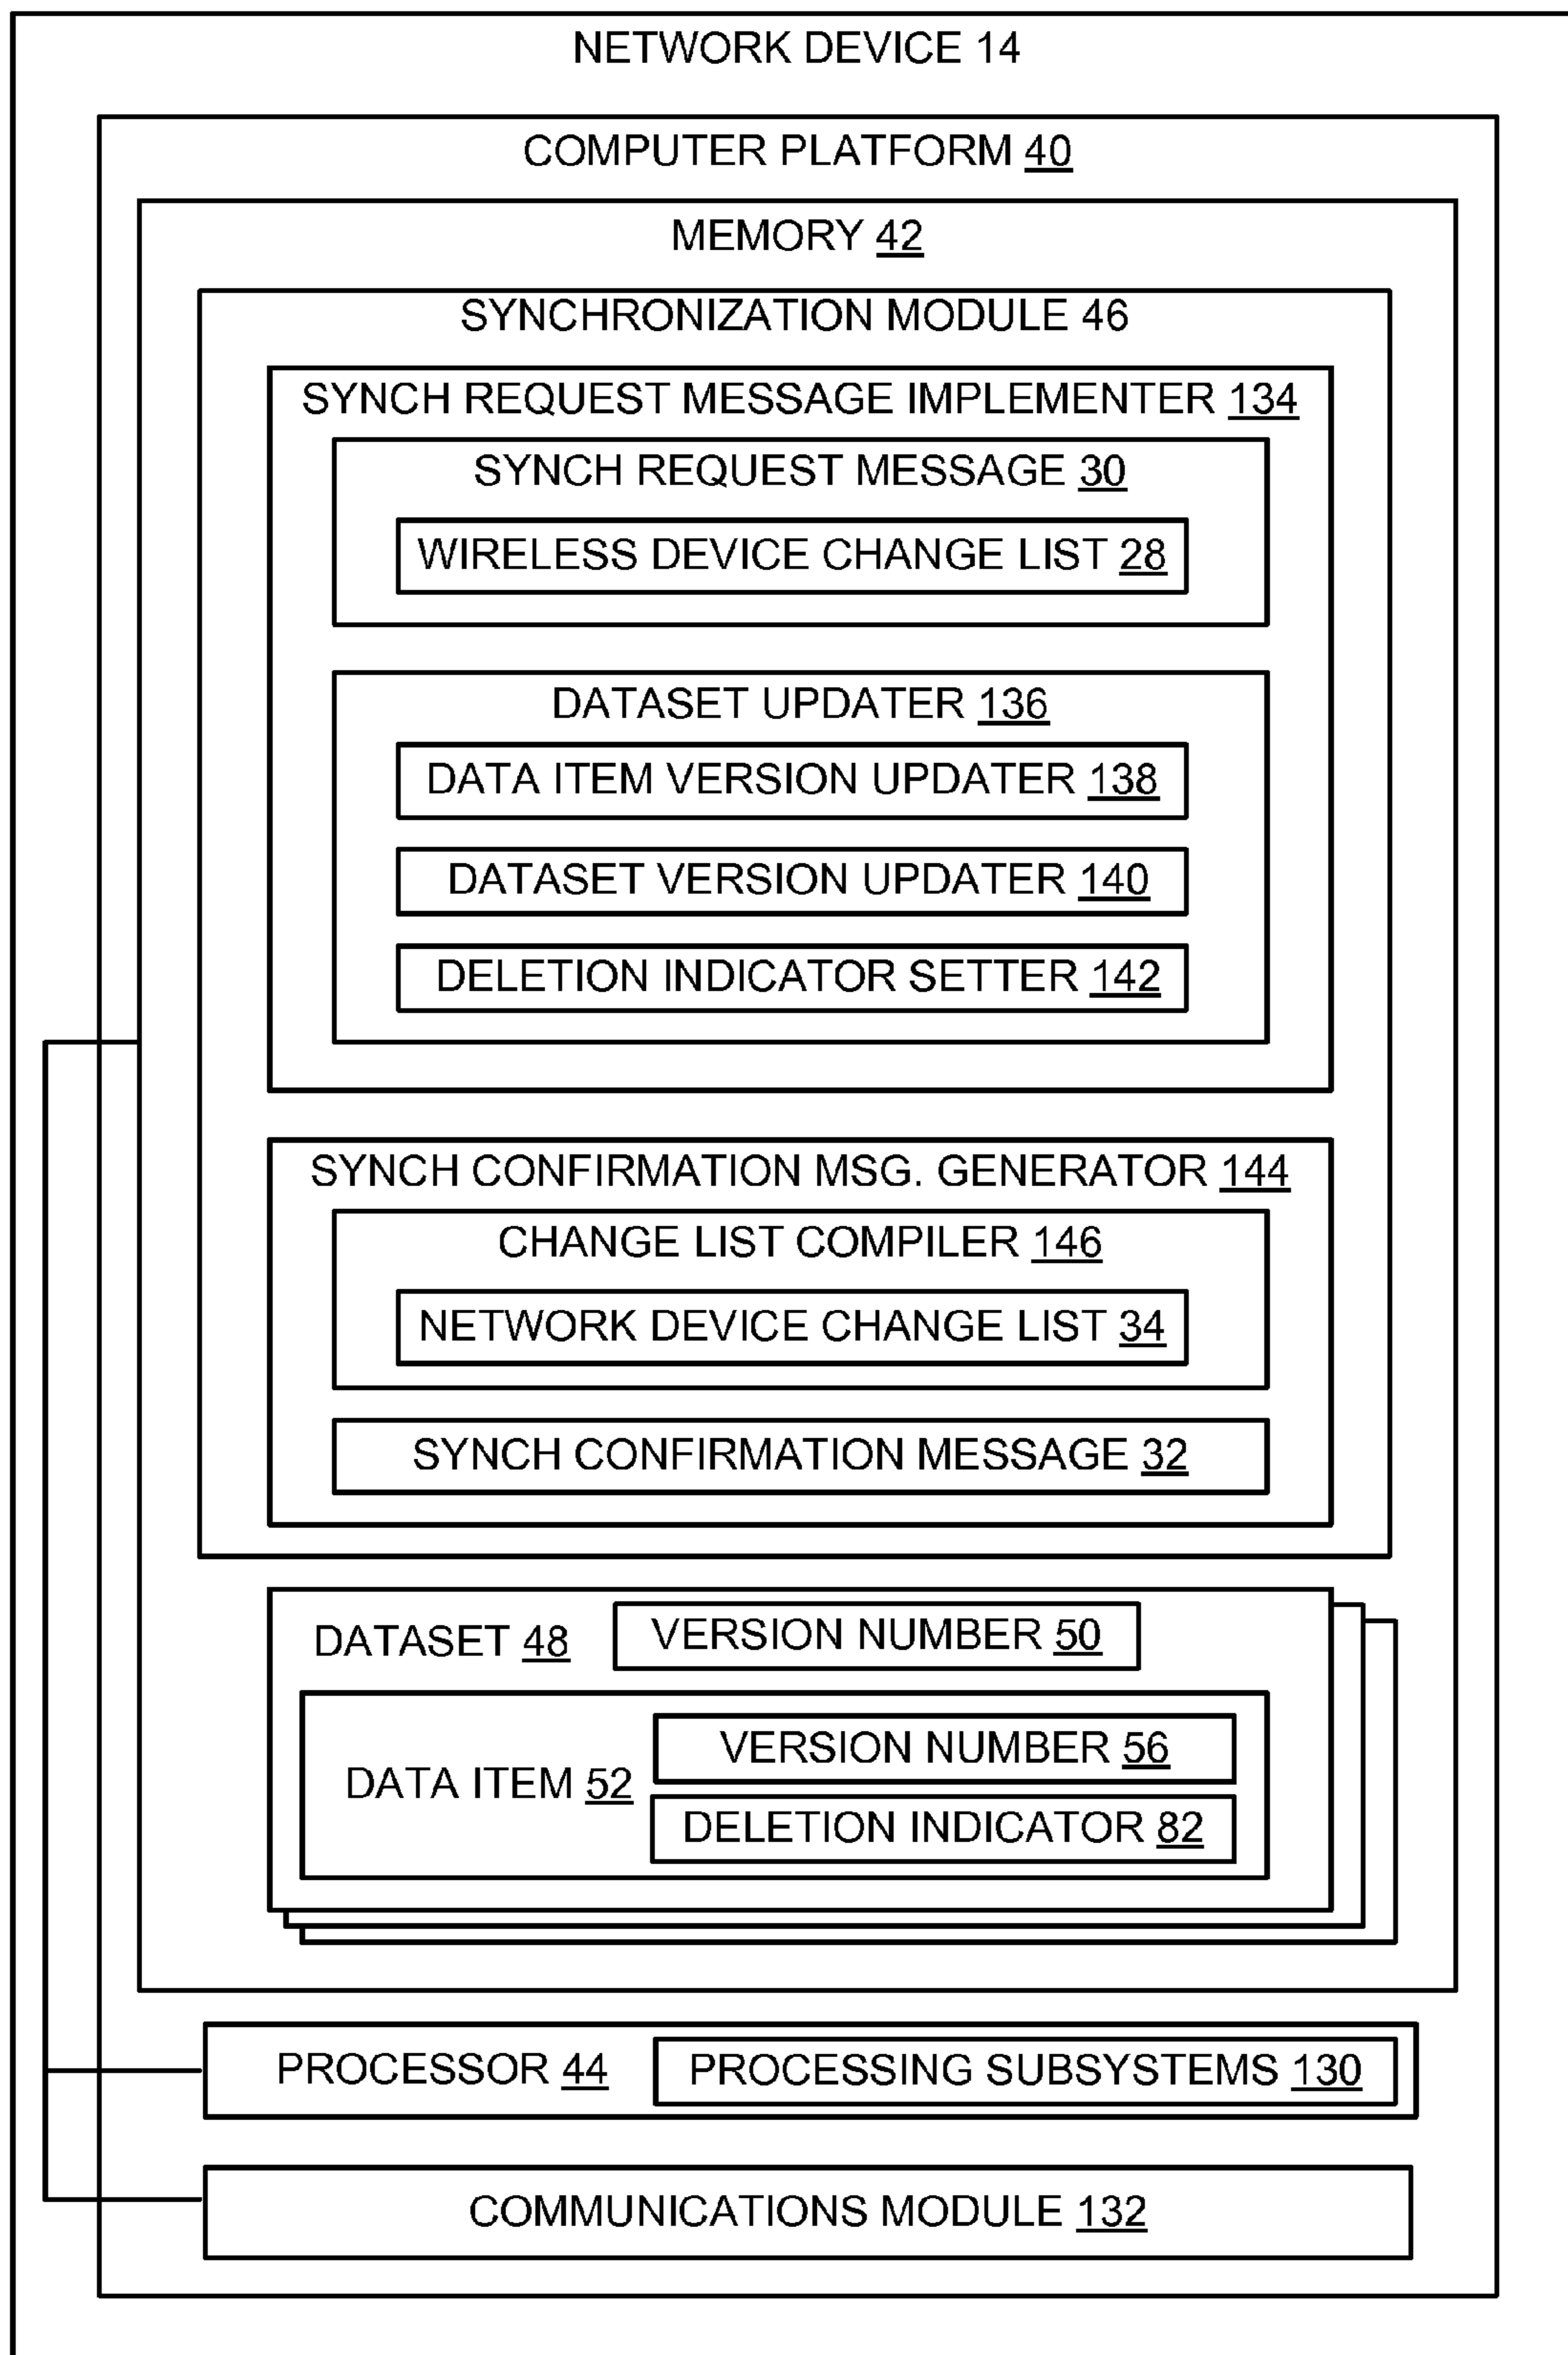 NETWORK DEVICE 14
COMPUTER PLATFORM 40
MEMORY 42
SYNCHRONIZATION MODULE 46
SYNCH REQUEST MESSAGE IMPLEMENTER 134
SYNCH REQUEST MESSAGE 30
WIRELESS DEVICE CHANGE LIST 28
DATASET UPDATER 136
DATA ITEM VERSION UPDATER 138
DATASET VERSION UPDATER 140
DELETION INDICATOR SETTER 142
SYNCH CONFIRMATION MSG. GENERATOR 144
CHANGE LIST COMPILER 146
NETWORK DEVICE CHANGE LIST 34
SYNCH CONFIRMATION MESSAGE 32
DATASET 48
VERSION NUMBER 50
DATA ITEM 52
VERSION NUMBER 56
DELETION INDICATOR 82
PROCESSOR 44
PROCESSING SUBSYSTEMS 130
COMMUNICATIONS MODULE 132